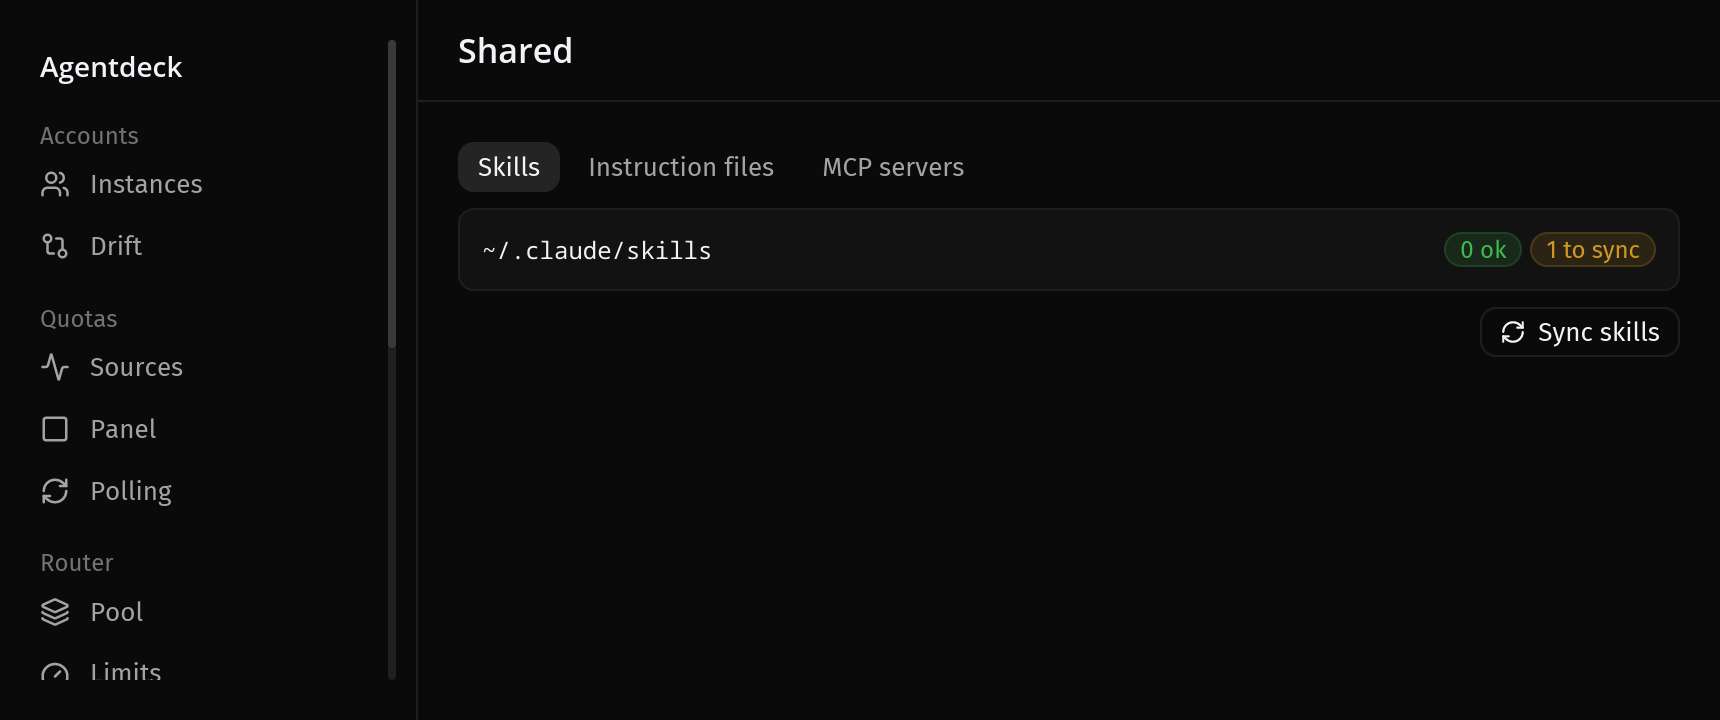 Agentdeck
Accounts
Instances
Drift
Quotas
Sources
Panel
Polling
Router
Pool
Limits
Shared
Skills Instruction files MCP servers
~/.claude/skills 0 ok 1 to sync
Sync skills